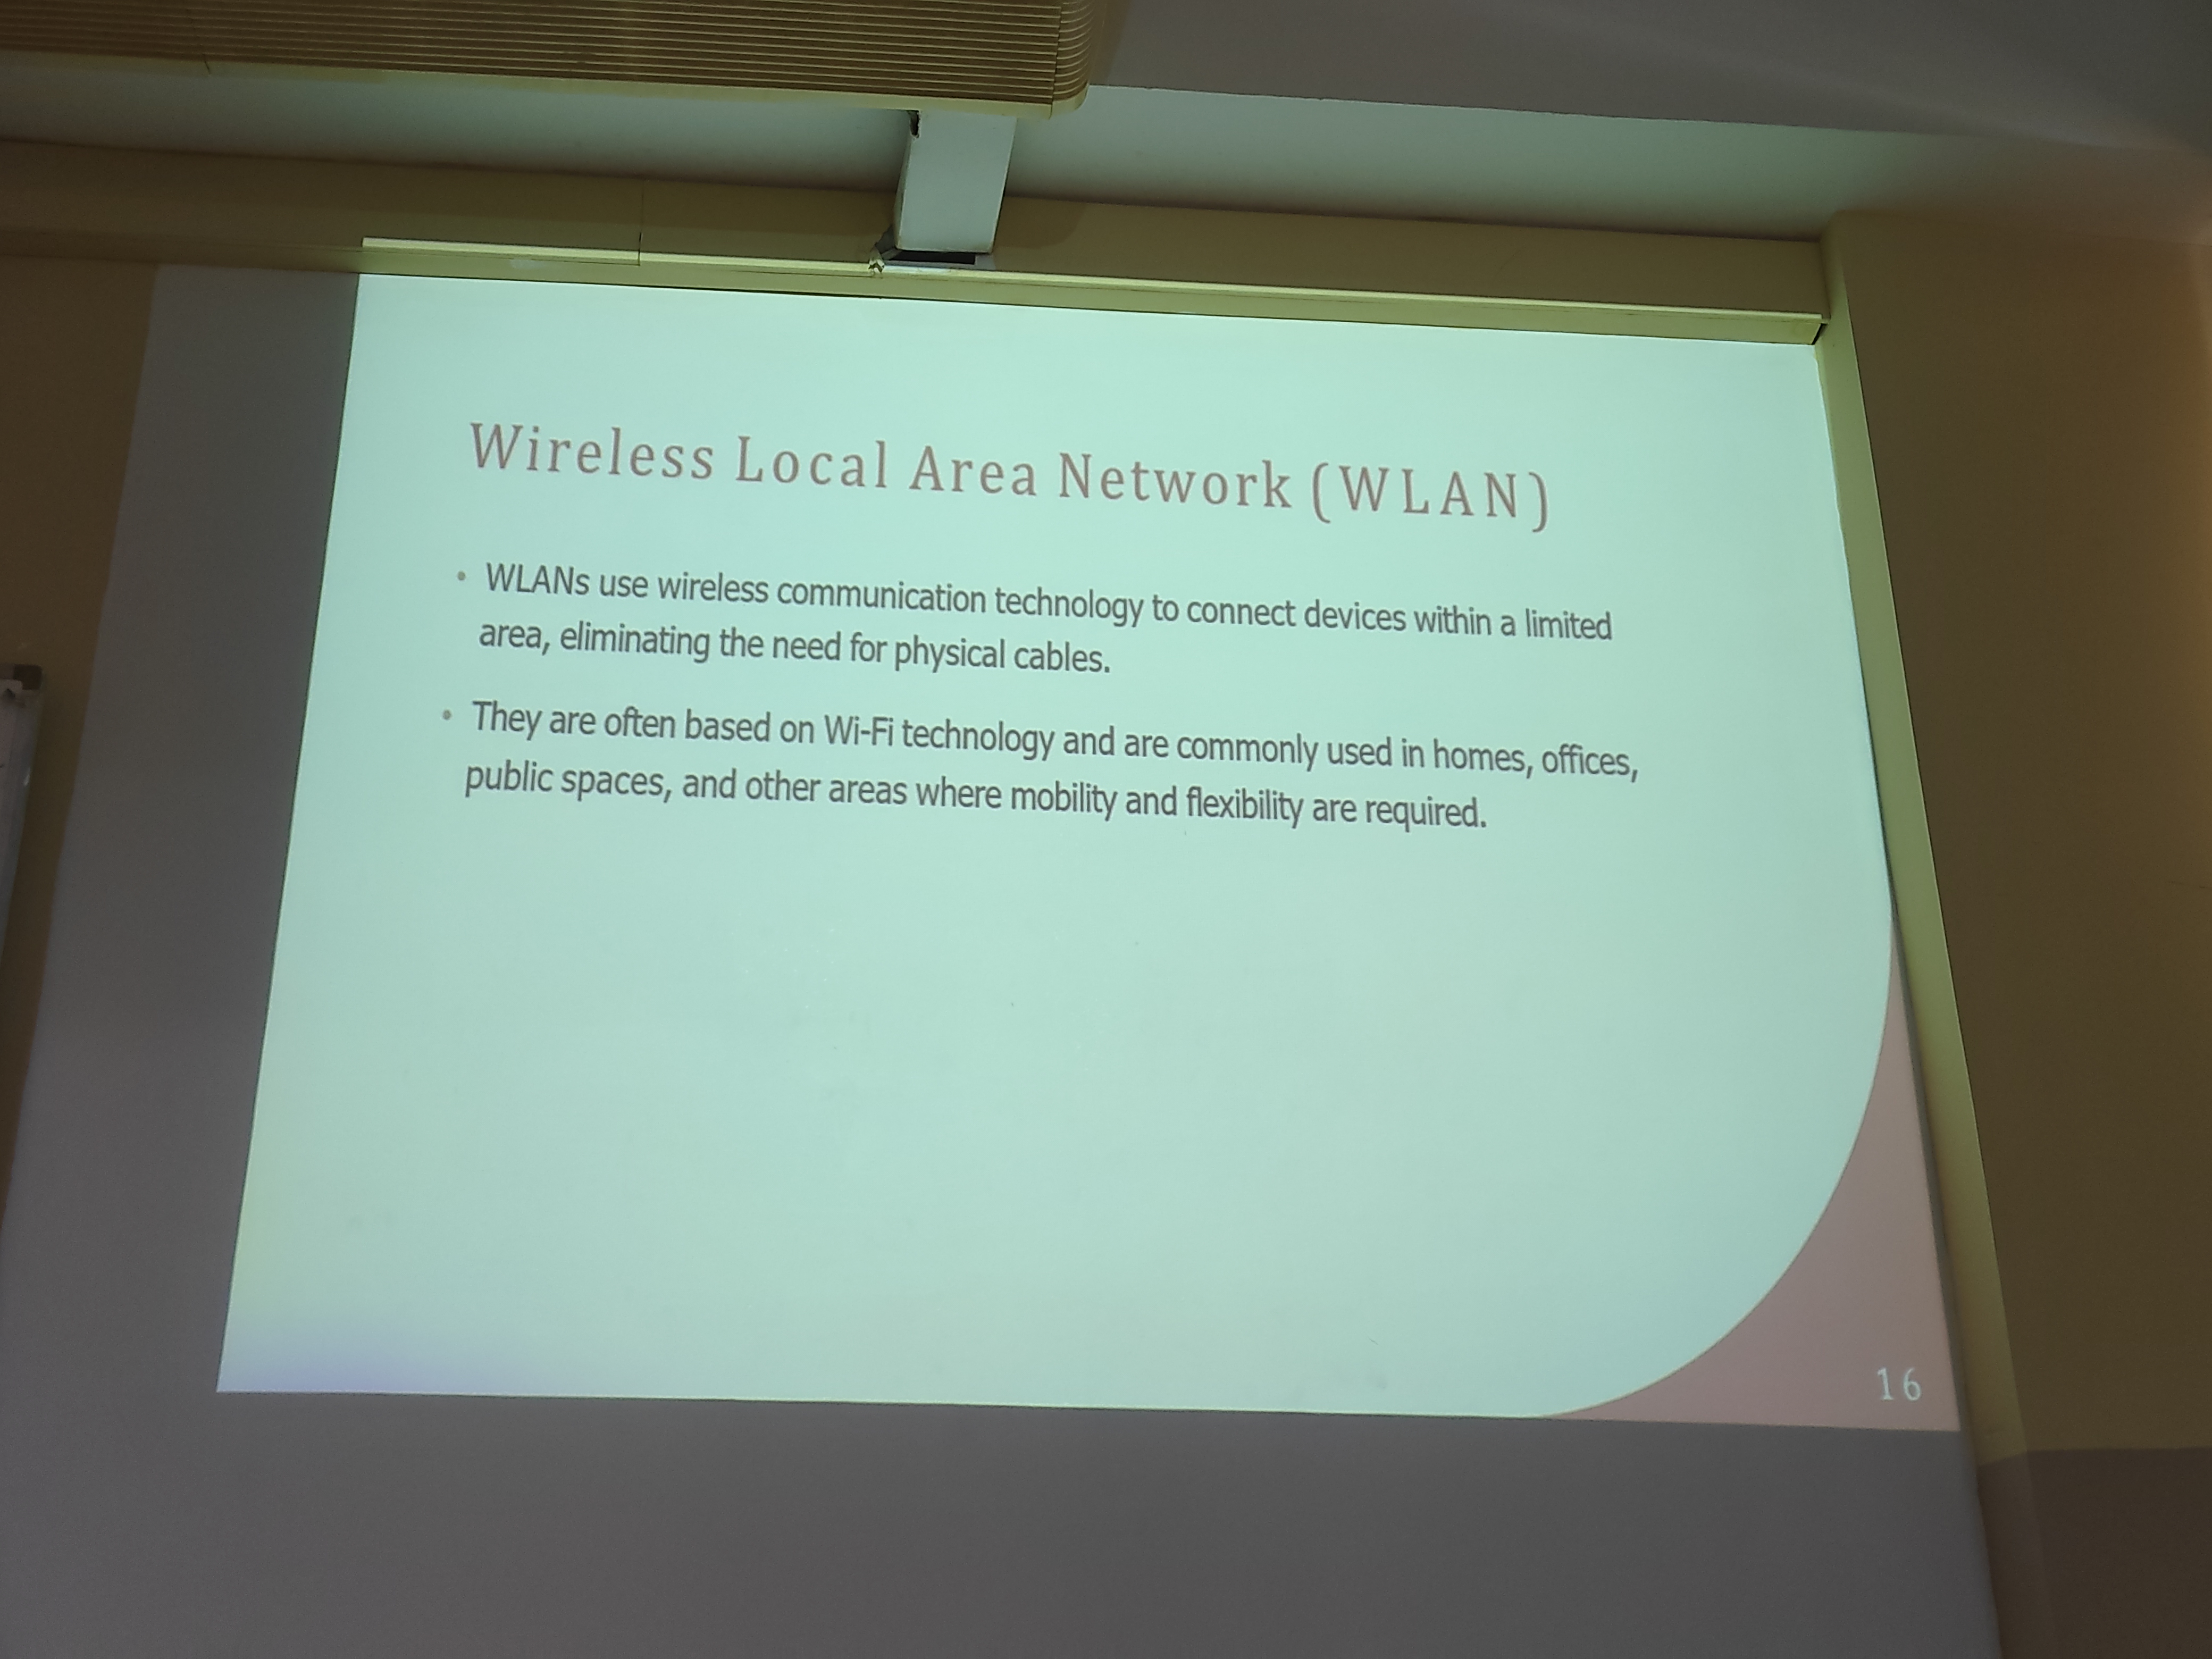 Wireless Local Area Network (WLAN)
• WLANs use wireless communication technology to connect devices within a limited
area, eliminating the need for physical cables.
• They are often based on Wi-Fi technology and are commonly used in homes, offices,
public spaces, and other areas where mobility and flexibility are required.
16